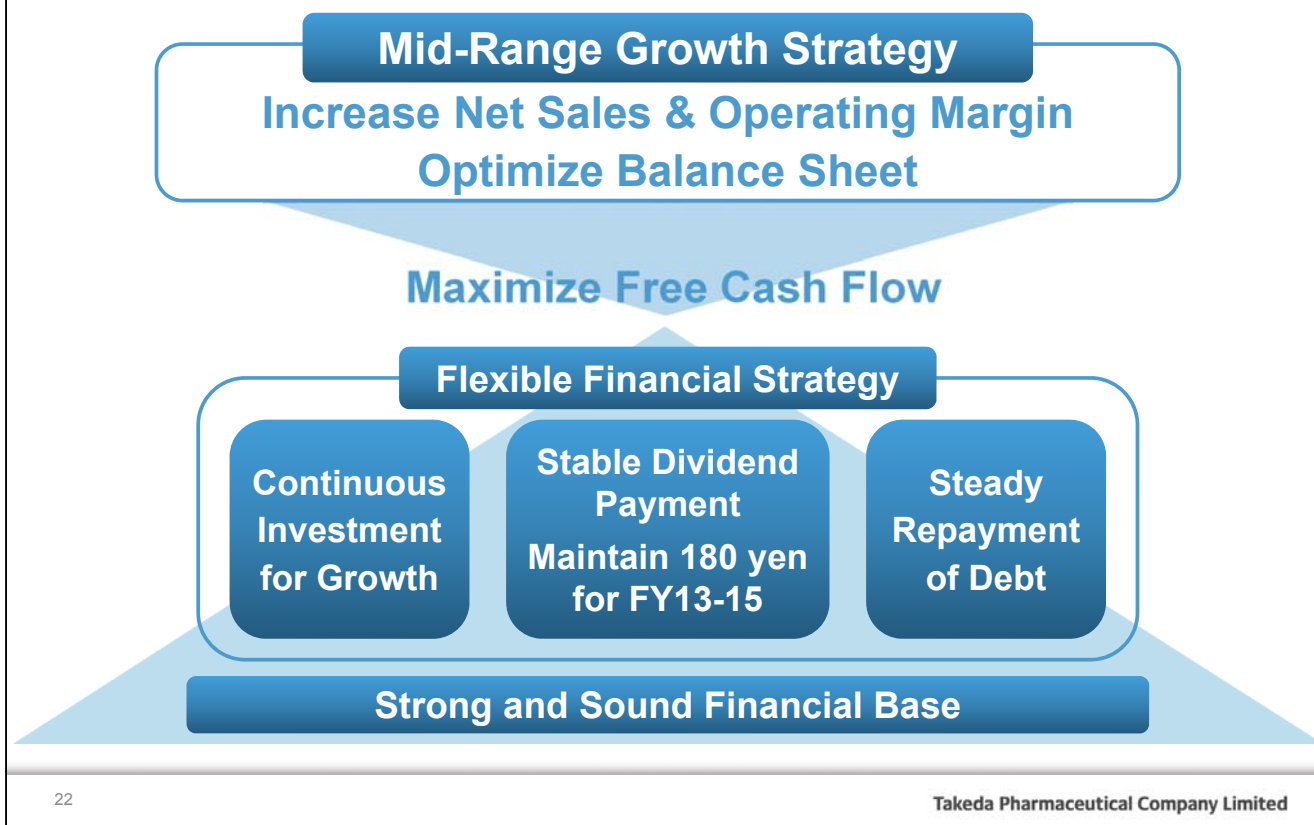 Mid-Range Growth Strategy
Increase Net Sales & Operating Margin
Optimize Balance Sheet
Maximize Free Cash Flow
Flexible Financial Strategy
Continuous
Investment
for Growth
Stable Dividend
Payment
Maintain 180 yen
for FY13-15
Steady
Repayment
of Debt
Strong and Sound Financial Base
22
Takeda Pharmaceutical Company Limited